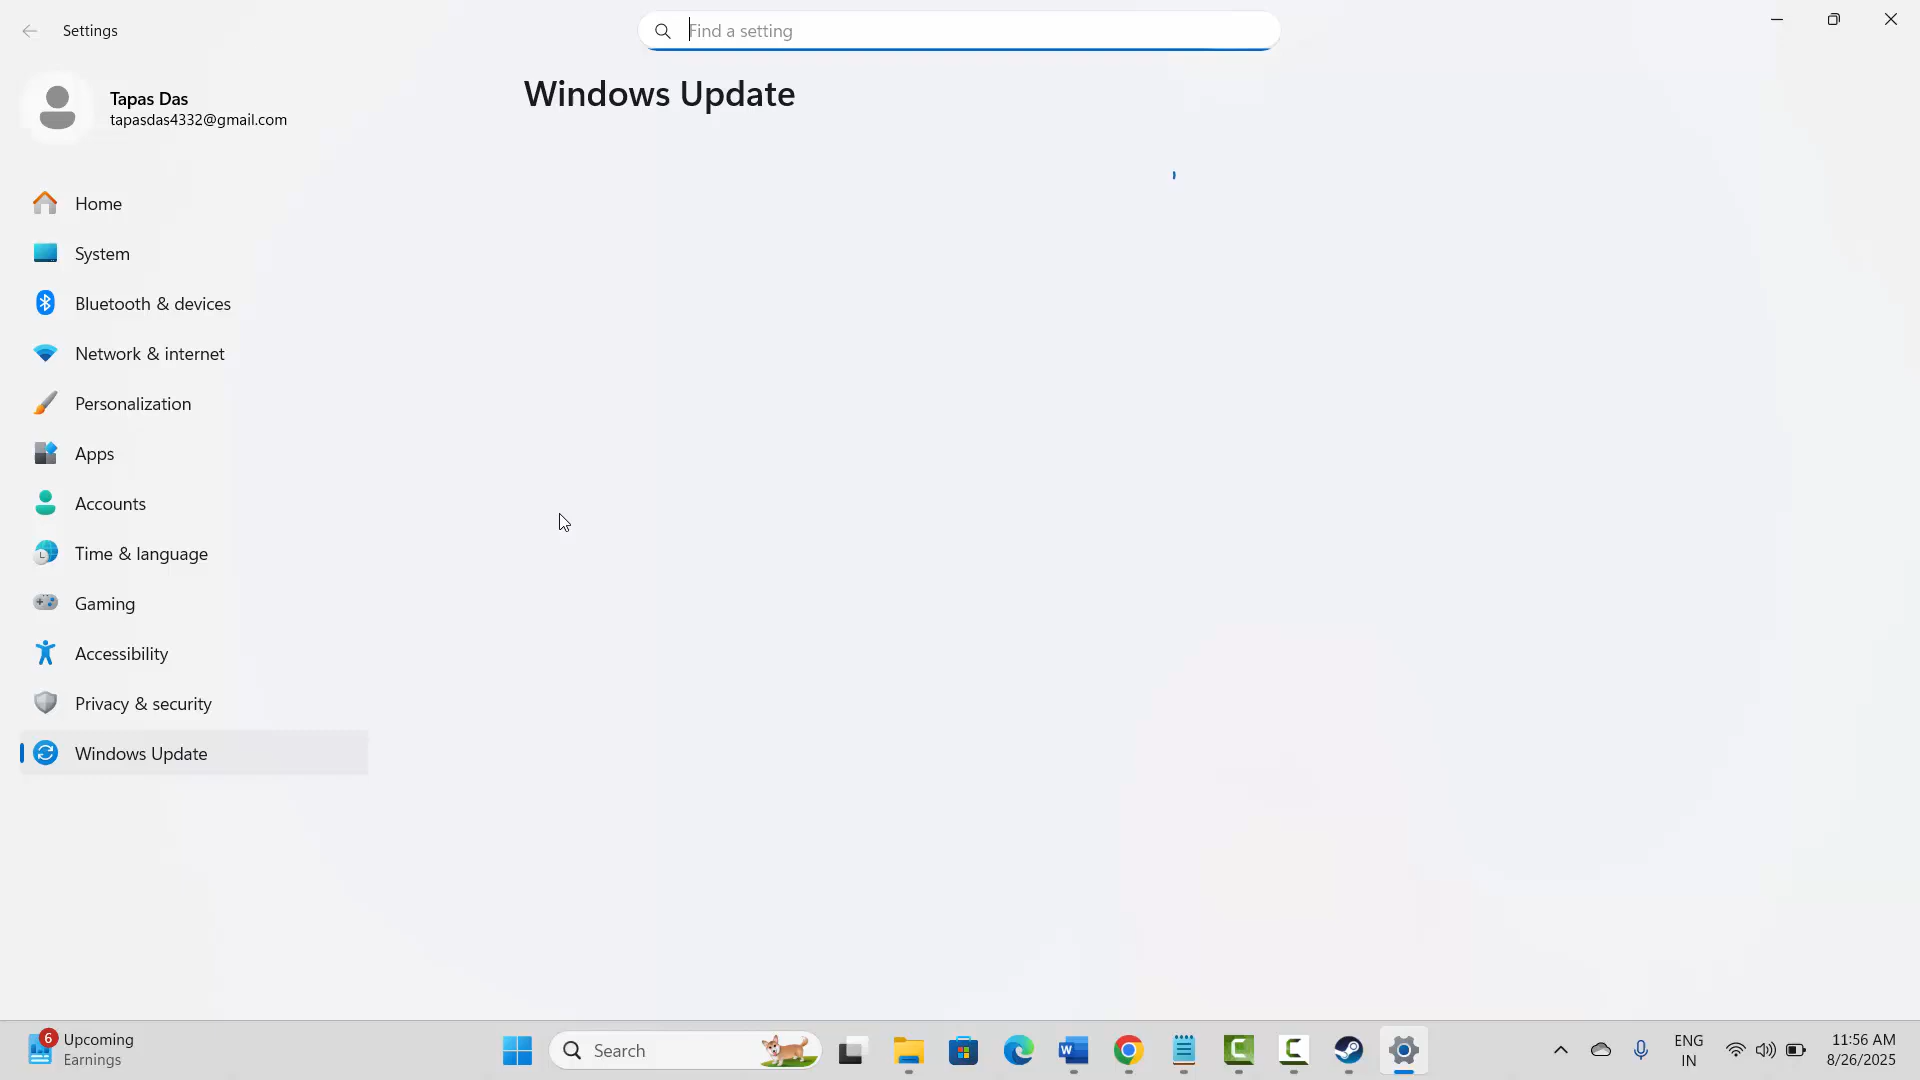 Settings
Find a setting
Tapas Das
tapasdas4332@gmail.com
Windows Update
Home
System
Bluetooth & devices
Network & internet
Personalization
Apps
Accounts
Time & language
Gaming
Accessibility
Privacy & security
Windows Update
6
Upcoming
Earnings
Search
ENG
IN
11:56 AM
8/26/2025